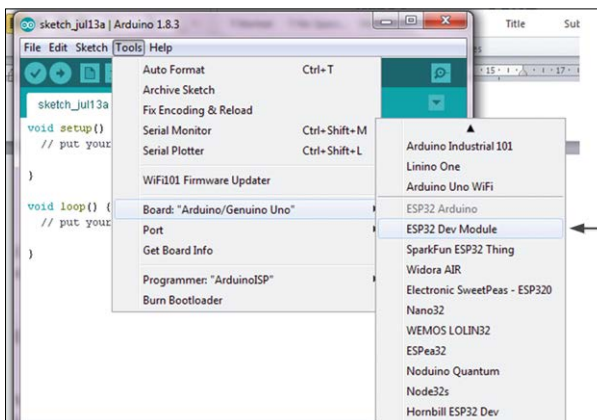 sketch_jul13a | Arduino 1.8.3
Title
File Edit Sketch Tools Help
15
17
sketch_jul13a
void setup()
// put your
}
void loop() {
// put your
}
Auto Format Ctrl+T
Archive Sketch
Fix Encoding & Reload
Serial Monitor Ctrl+Shift+M
Serial Plotter Ctrl+Shift+L
WiFi101 Firmware Updater
Board: "Arduino/Genuino Uno"
Port
Get Board Info
Programmer: "ArduinoISP"
Burn Bootloader
Arduino Industrial 101
Linino One
Arduino Uno WiFi
ESP32 Arduino
ESP32 Dev Module
SparkFun ESP32 Thing
Widora AIR
Electronic SweetPeas - ESP320
Nano32
WEMOS LOLIN32
ESPea32
Noduino Quantum
Node32s
Hornbill ESP32 Dev